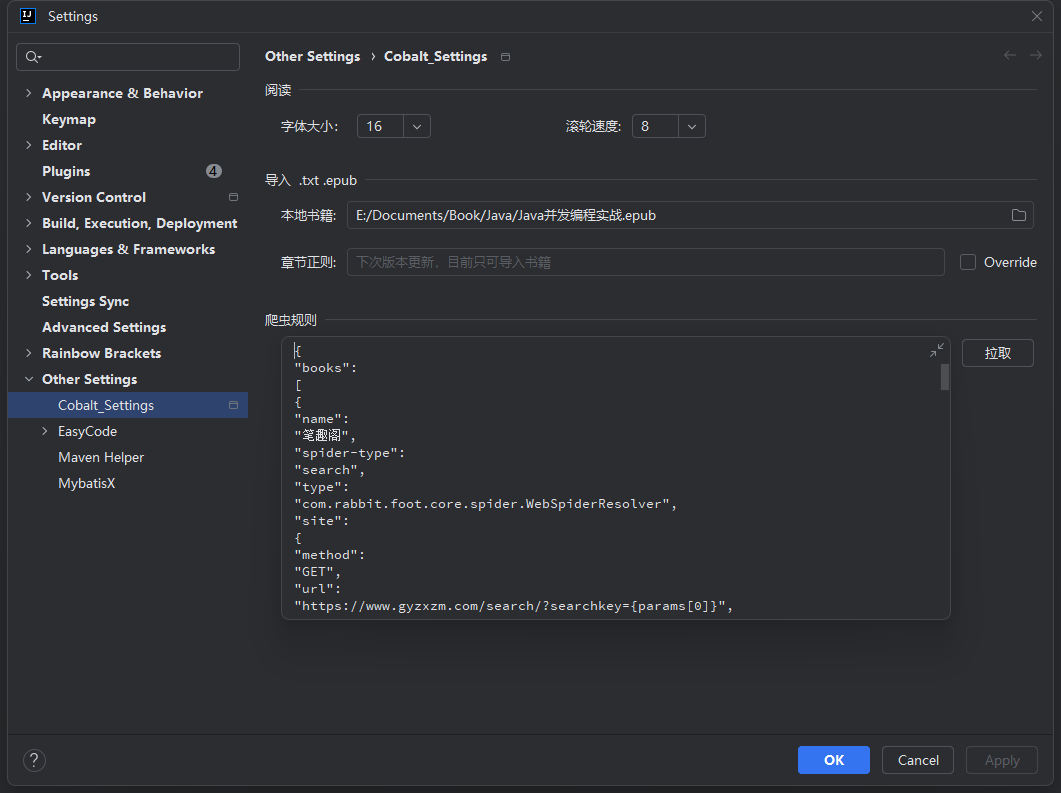 Settings
Other Settings › Cobalt_Settings
Appearance & Behavior
Keymap
Editor
Plugins 4
Version Control
Build, Execution, Deployment
Languages & Frameworks
Tools
Settings Sync
Advanced Settings
Rainbow Brackets
Other Settings
Cobalt_Settings
EasyCode
Maven Helper
MybatisX
阅读
字体大小: 16
滚轮速度: 8
导入 .txt .epub
本地书籍: E:/Documents/Book/Java/Java并发编程实战.epub
章节正则: 下次版本更新，目前只可导入书籍 Override
爬虫规则
{
"books":
[
{
"name":
"笔趣阁",
"spider-type":
"search",
"type":
"com.rabbit.foot.core.spider.WebSpiderResolver",
"site":
{
"method":
"GET",
"url":
"https://www.gyzxzm.com/search/?searchkey={params[0]}",
拉取
?
OK Cancel Apply